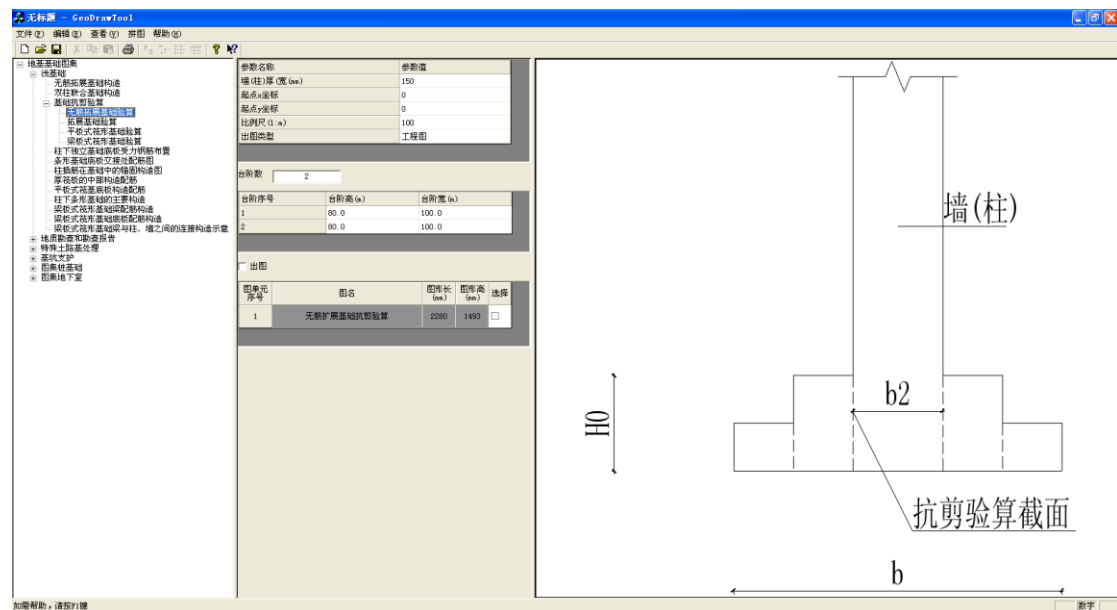 无标题 - GeoDrawTool
文件(F) 编辑(E) 查看(V) 拼图 帮助(H)
地基基础图集
浅基础
无筋拓展基础构造
双柱联合基础构造
基础抗剪验算
无筋拓展基础验算
拓展基础验算
平板式筏形基础验算
梁板式筏形基础验算
柱下独立基础底板受力钢筋布置
条形基础底板交接处配筋图
柱插筋在基础中的锚固构造图
厚筏板的中部构造配筋
平板式筏基底板构造配筋
柱下条形基础的主要构造
梁板式筏形基础梁配筋构造
梁板式筏形基础底板配筋构造
梁板式筏形基础梁与柱、墙之间的连接构造示意
地质勘查和勘查报告
特殊土路基处理
基坑支护
图集桩基础
图集地下室
参数名称 参数值
墙(柱)厚(宽(mm) 150
起点x坐标 0
起点y坐标 0
比例尺(1:m) 100
出图类型 工程图
台阶数 2
台阶序号 台阶高(m) 台阶宽(m)
1 80.0 100.0
2 80.0 100.0
出图
图单元序号 图名 图形长(mm) 图形高(mm) 选择
1 无筋扩展基础抗剪验算 2280 1493
墙(柱)
b2
H0
抗剪验算截面
b
如需帮助，请按F1键 数字